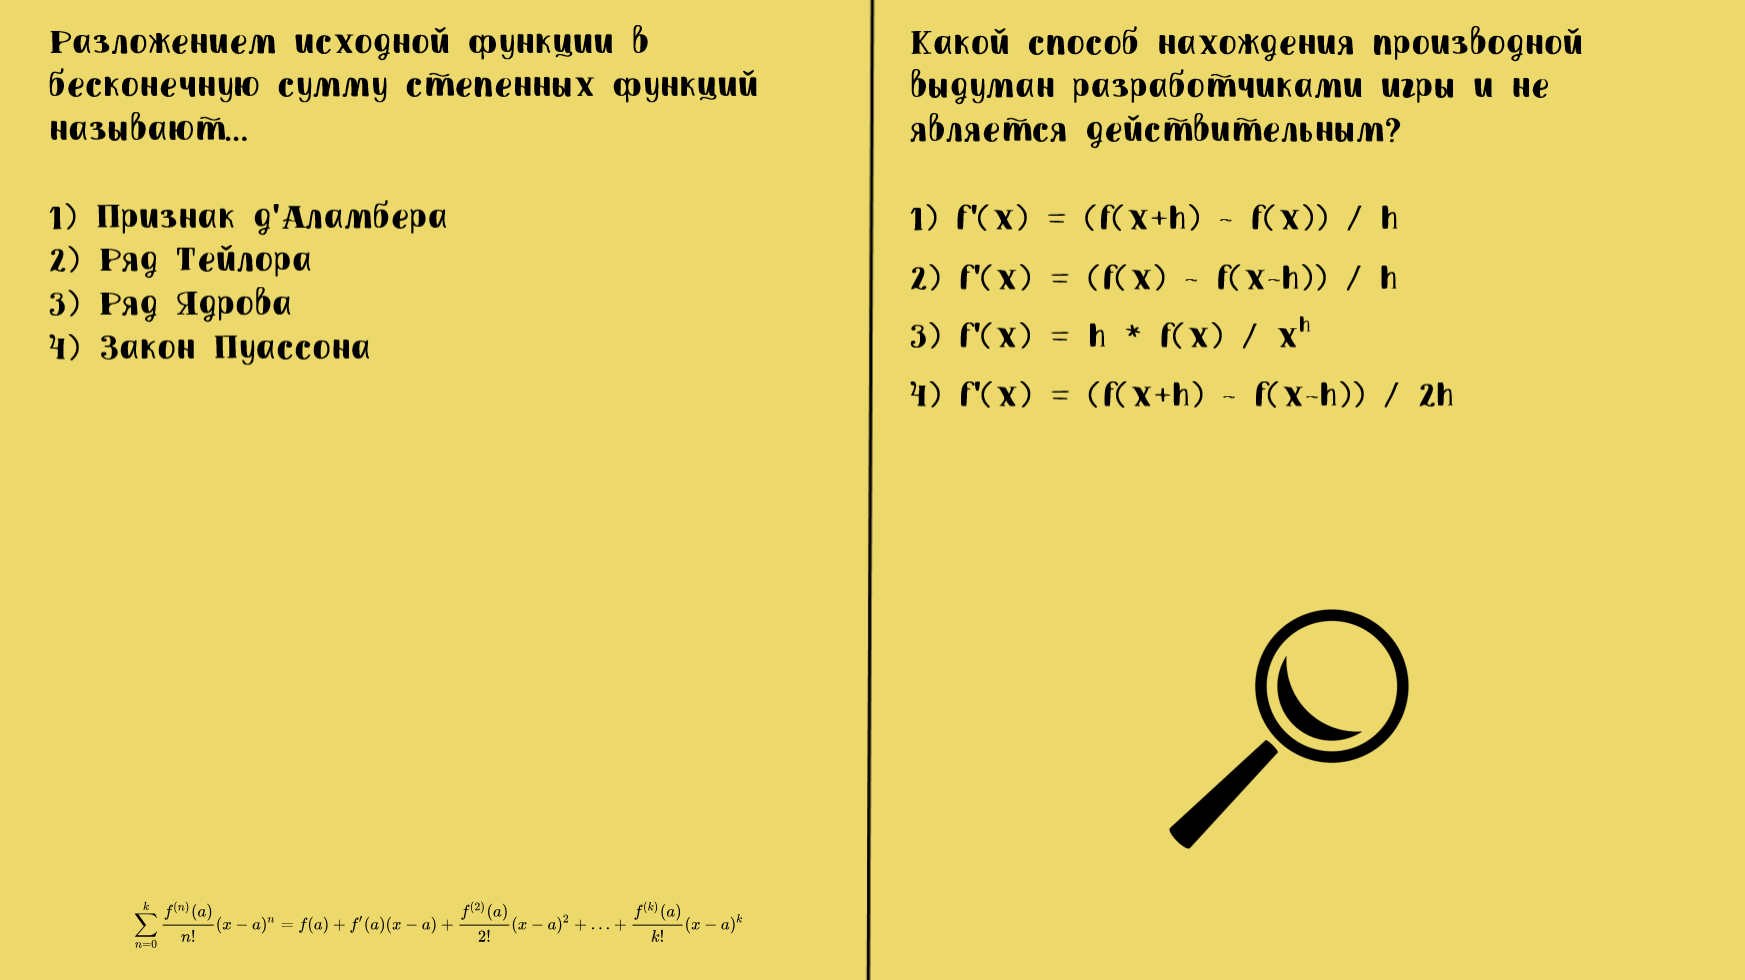 Разложением исходной функции в
бесконечную сумму степенных функций
называют...
1) Признак д'Аламбера
2) Ряд Тейлора
3) Ряд Ядрова
4) Закон Пуассона
\sum_{n=0}^{k} \frac{f^{(n)}(a)}{n!}(x − a)^n = f(a) + f′(a)(x − a) + \frac{f^{(2)}(a)}{2!}(x − a)^2 + … + \frac{f^{(k)}(a)}{k!}(x − a)^k
Какой способ нахождения производной
выдуман разработчиками игры и не
является действительным?
1) f'(x) = (f(x+h) - f(x)) / h
2) f'(x) = (f(x) - f(x-h)) / h
3) f'(x) = h * f(x) / x^h
4) f'(x) = (f(x+h) - f(x-h)) / 2h